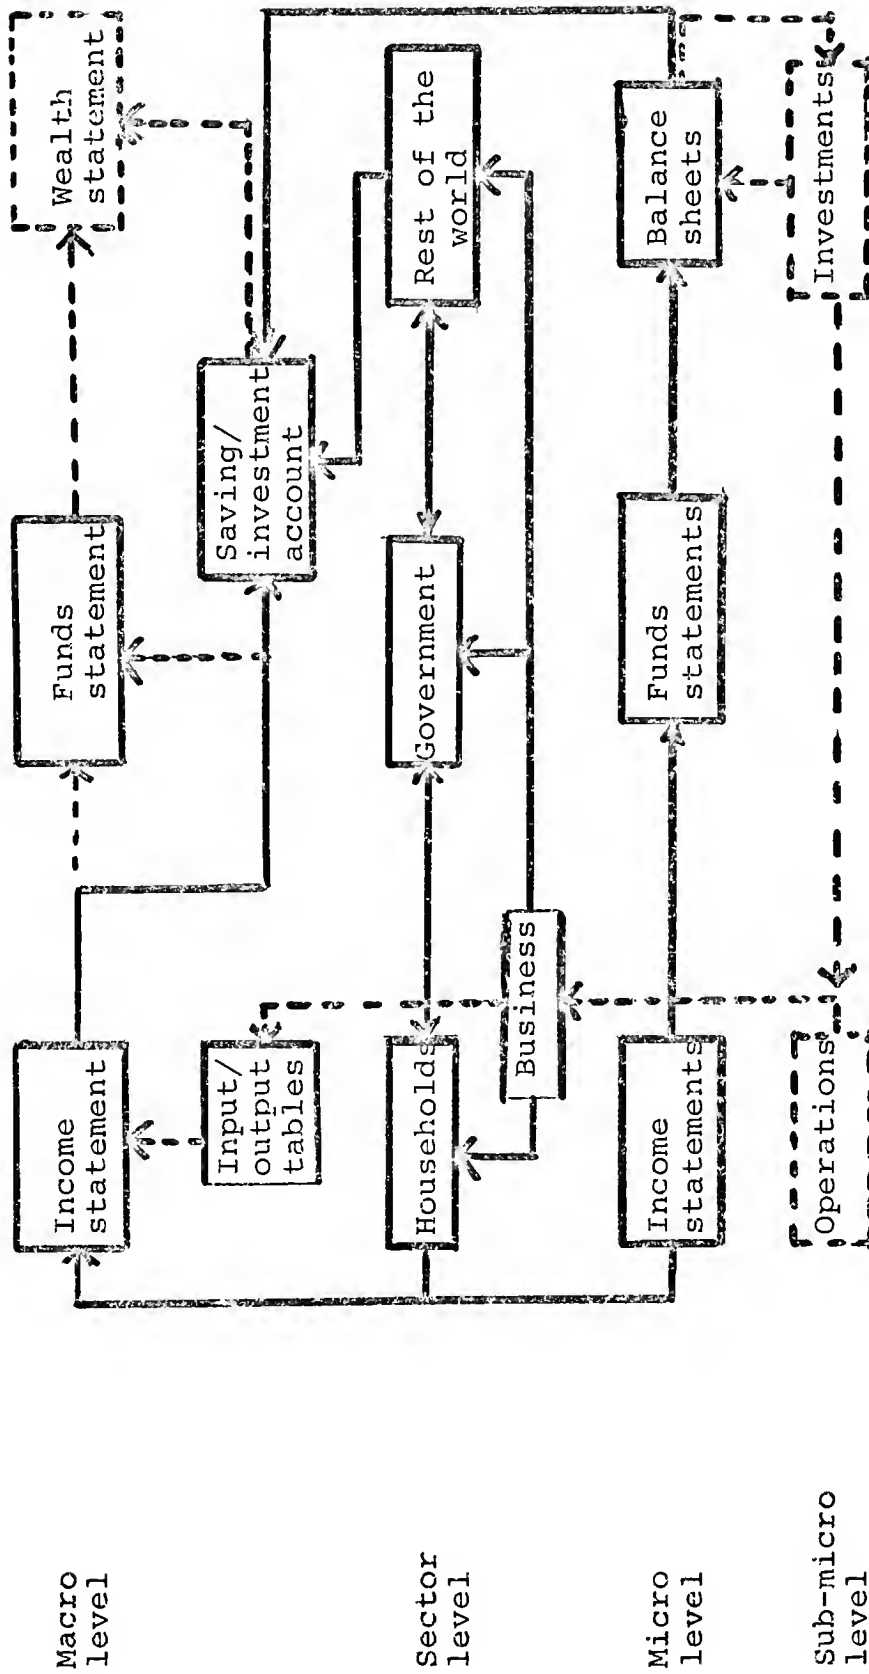 Macro
level
Income
statement
Funds
statement
Wealth
statement
Input/
output
tables
Saving/
investment
account
Sector
level
Households
Government
Rest of the
world
Business
Micro
level
Income
statements
Funds
statements
Balance
sheets
Sub-micro
level
Operations
Investments